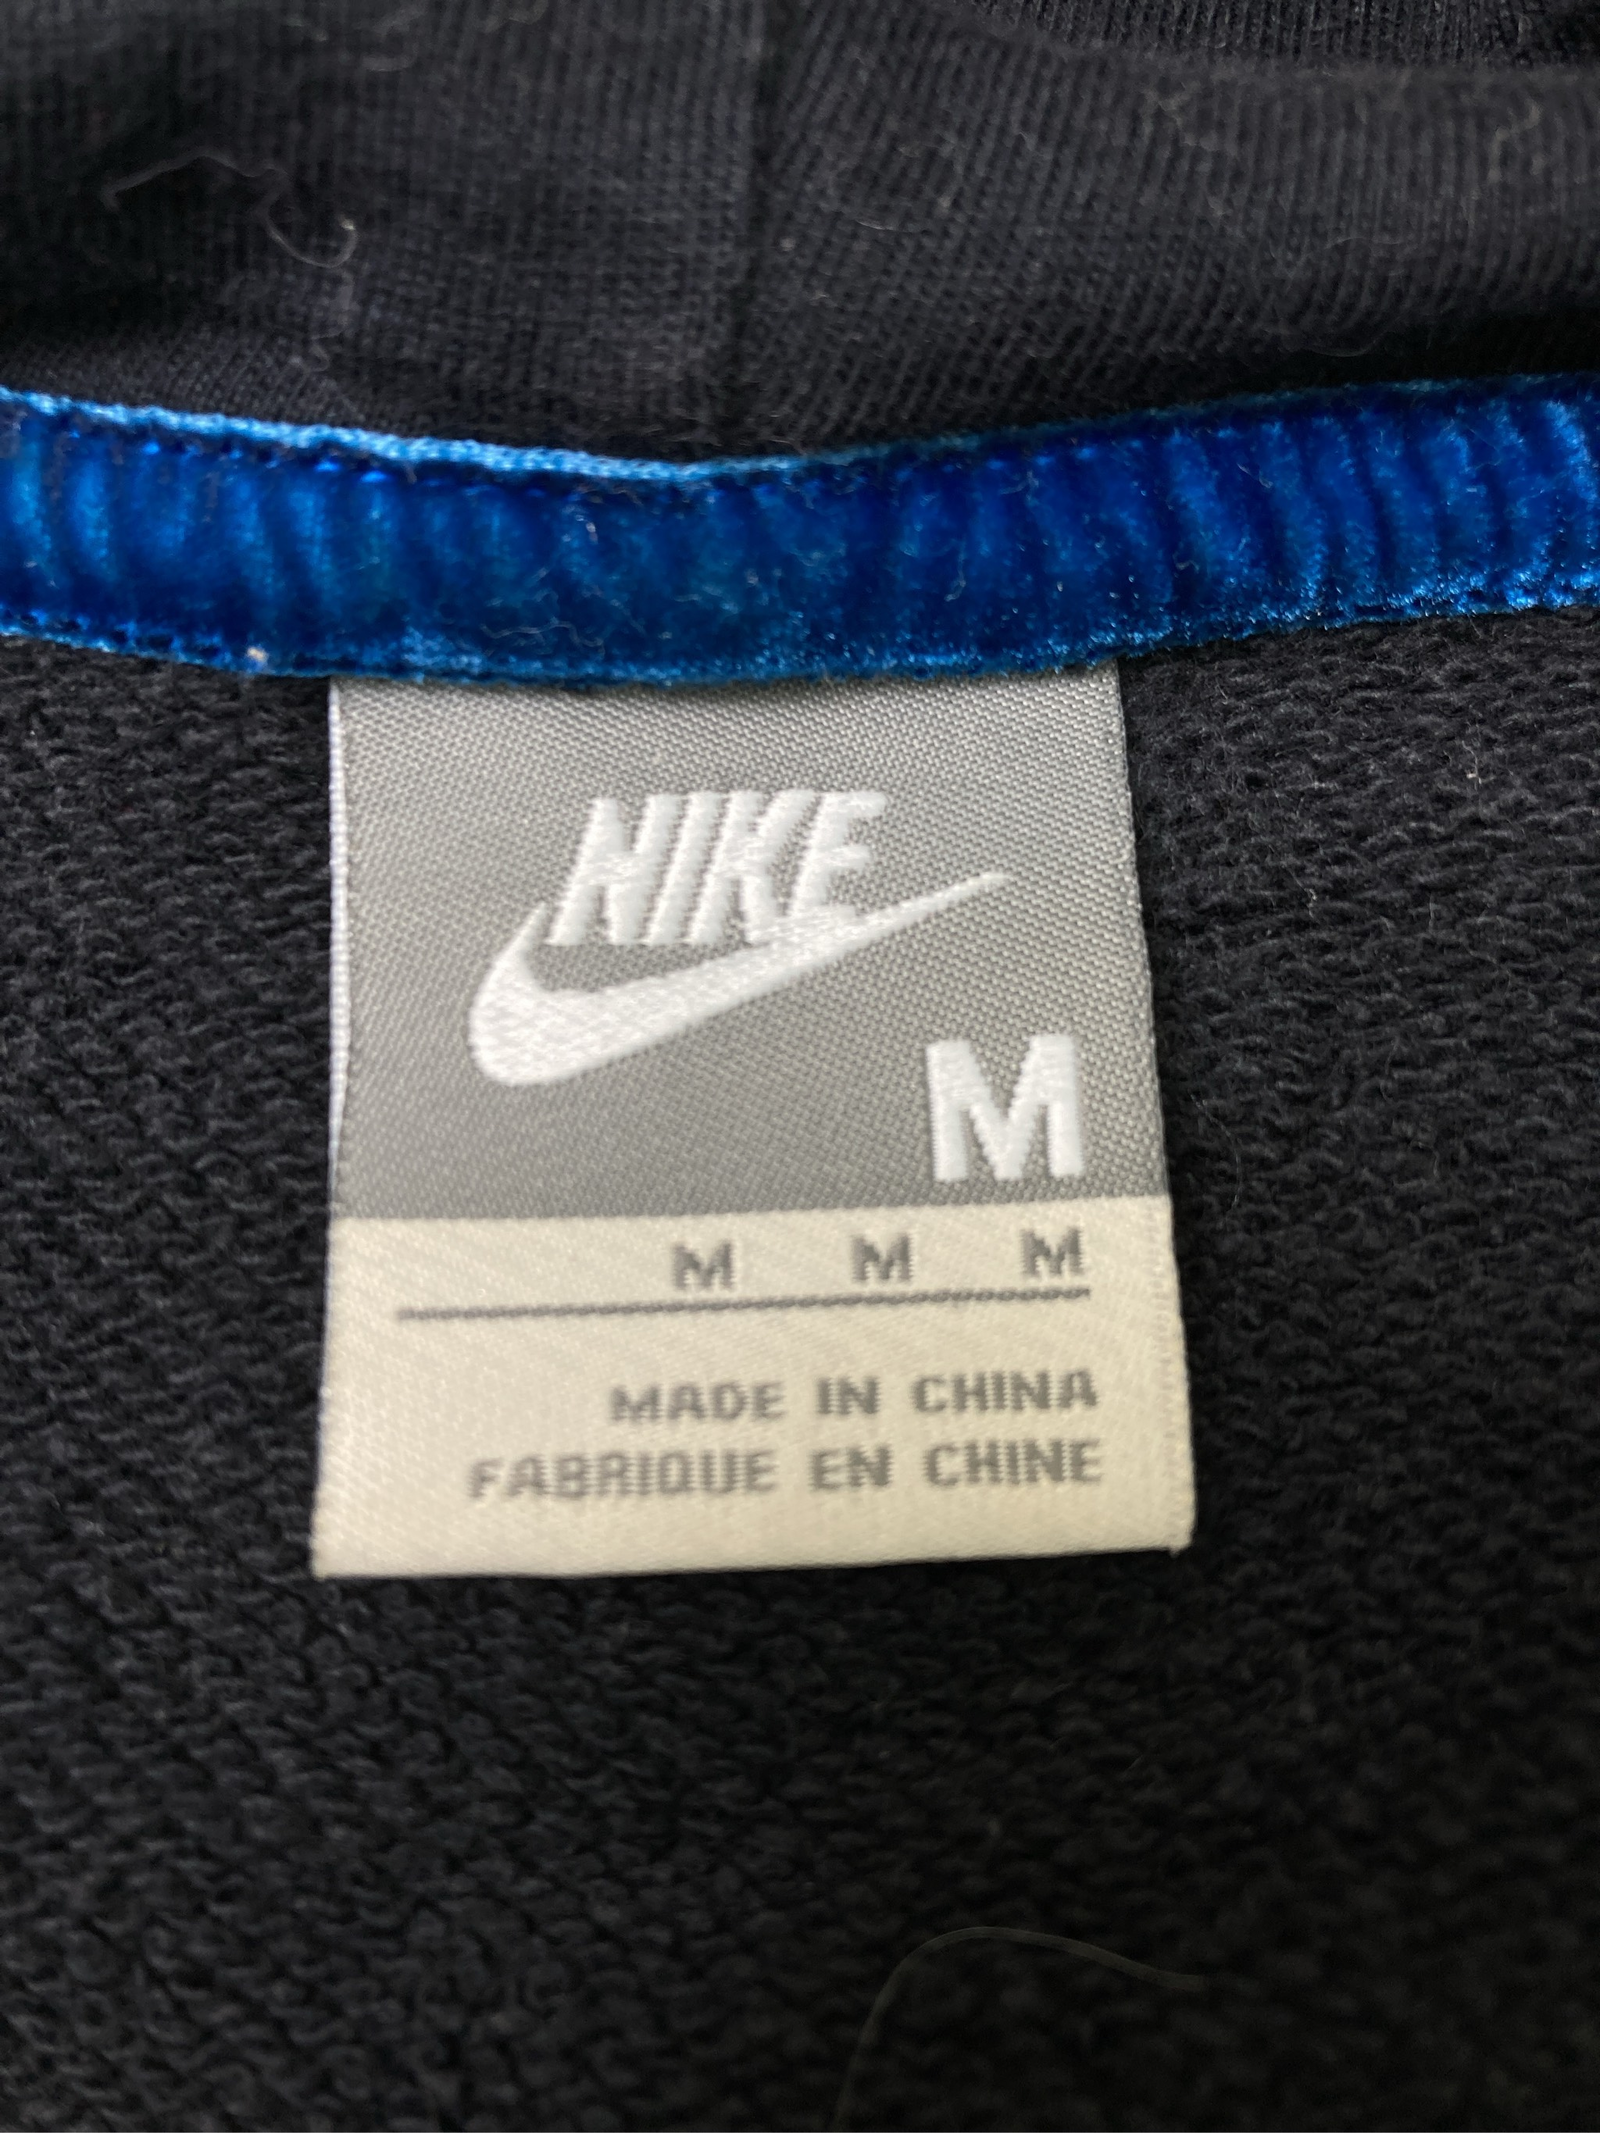 NIKE
M
M M M
MADE IN CHINA
FABRIQUE EN CHINE